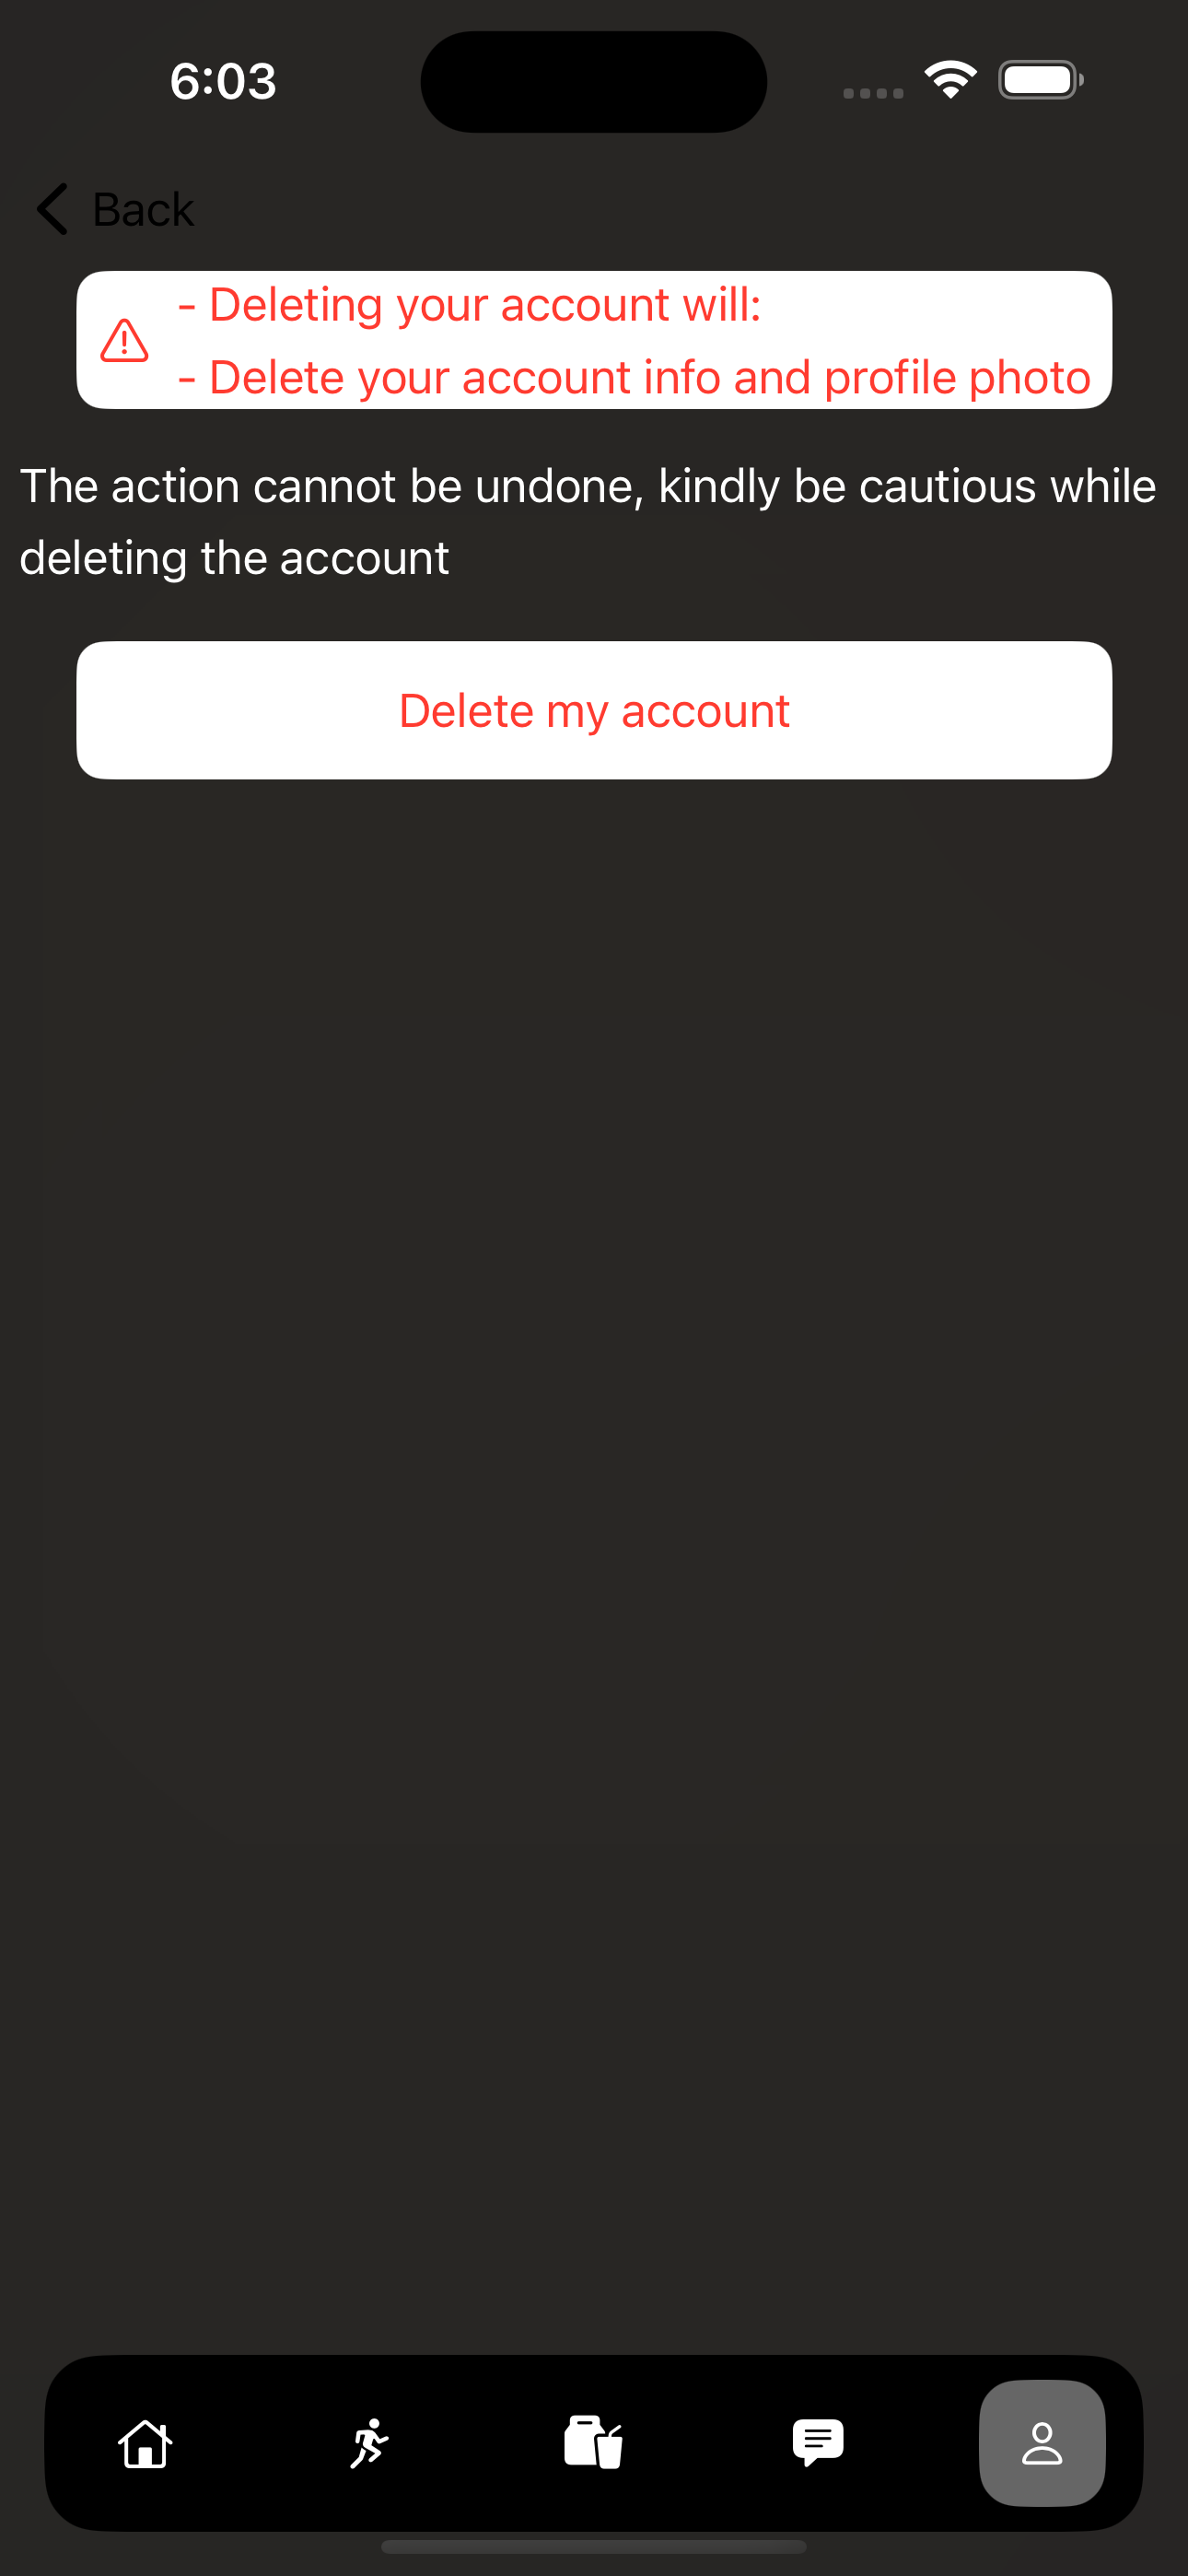 6:03
Back
- Deleting your account will:
- Delete your account info and profile photo
The action cannot be undone, kindly be cautious while
deleting the account
Delete my account